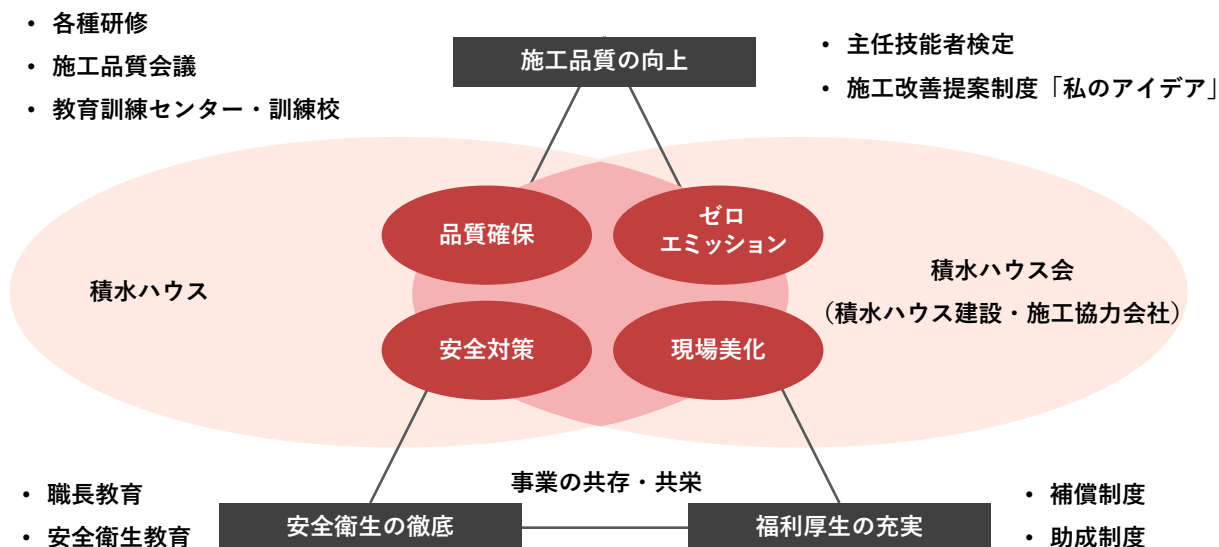 • 各種研修
• 施工品質会議
• 教育訓練センター・訓練校
施工品質の向上
• 主任技能者検定
• 施工改善提案制度「私のアイデア」
品質確保
ゼロ
エミッション
積水ハウス
積水ハウス会
（積水ハウス建設・施工協力会社）
安全対策
現場美化
事業の共存・共栄
• 職長教育
• 安全衛生教育
安全衛生の徹底
福利厚生の充実
• 補償制度
• 助成制度